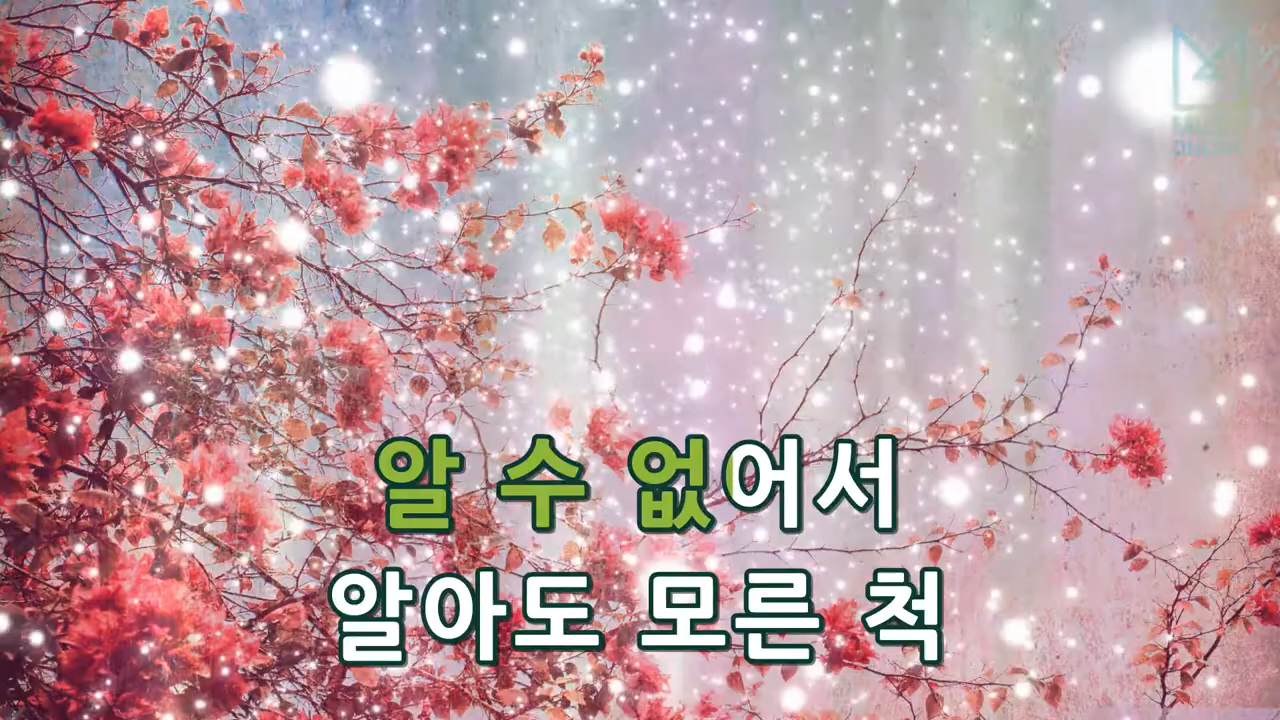 알 수 없어서
알아도 모른 척